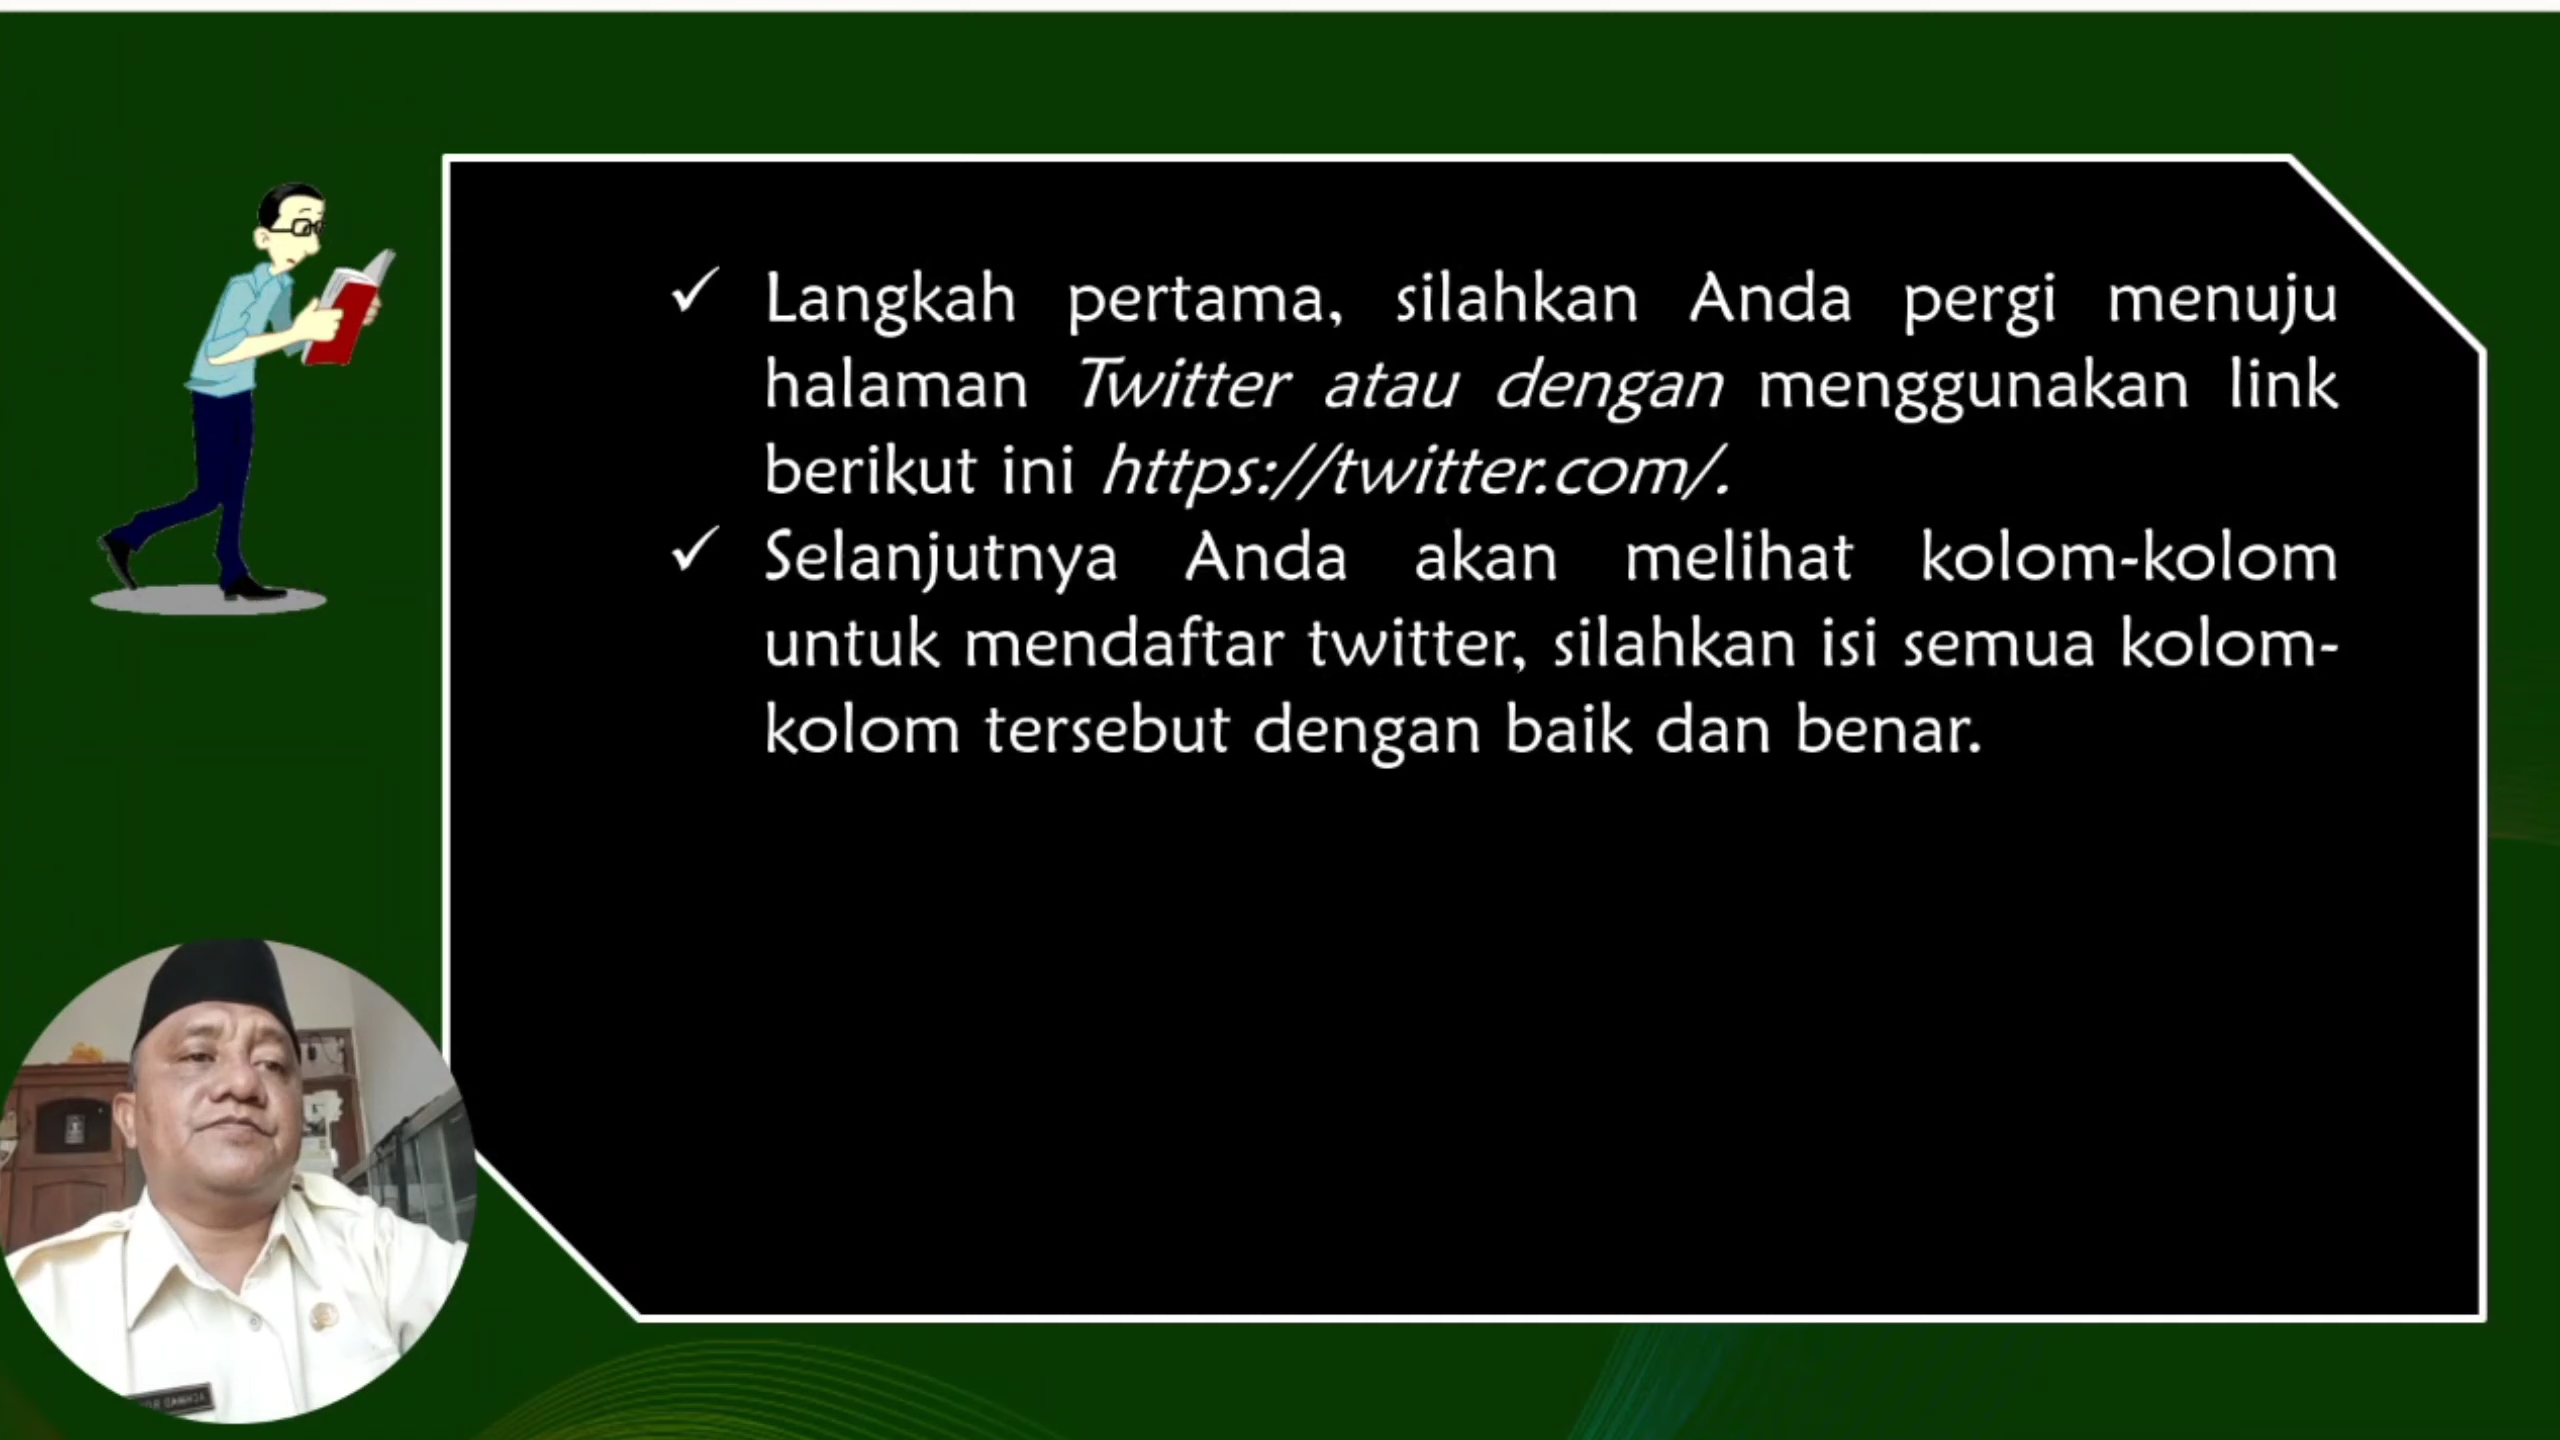 ✓ Langkah pertama, silahkan Anda pergi menuju
halaman Twitter atau dengan menggunakan link
berikut ini https://twitter.com/.
✓ Selanjutnya Anda akan melihat kolom-kolom
untuk mendaftar twitter, silahkan isi semua kolom-
kolom tersebut dengan baik dan benar.